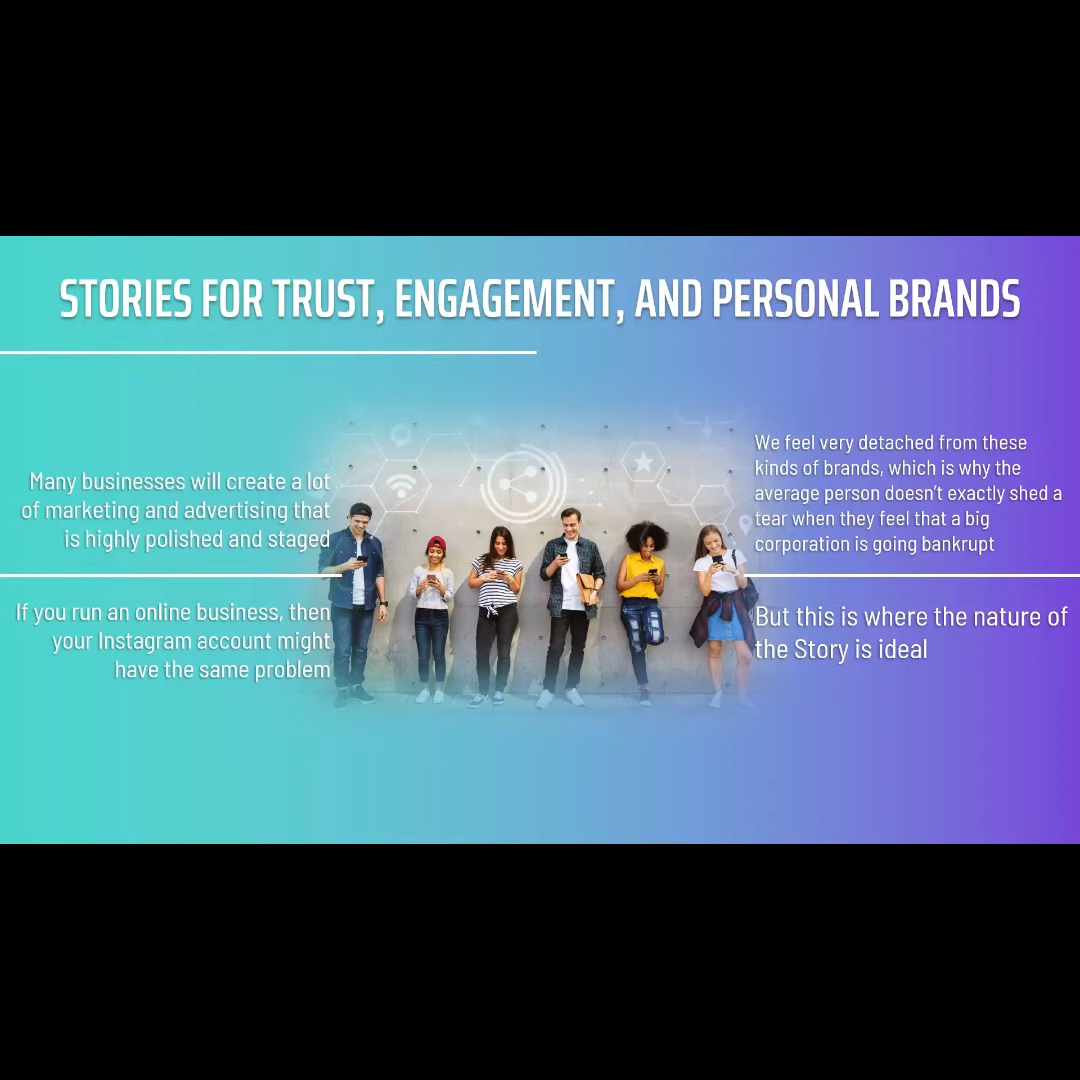 STORIES FOR TRUST, ENGAGEMENT, AND PERSONAL BRANDS
Many businesses will create a lot
of marketing and advertising that
is highly polished and staged
If you run an online business, then
your Instagram account might
have the same problem
We feel very detached from these
kinds of brands, which is why the
average person doesn't exactly shed a
tear when they feel that a big
corporation is going bankrupt
But this is where the nature of
the Story is ideal